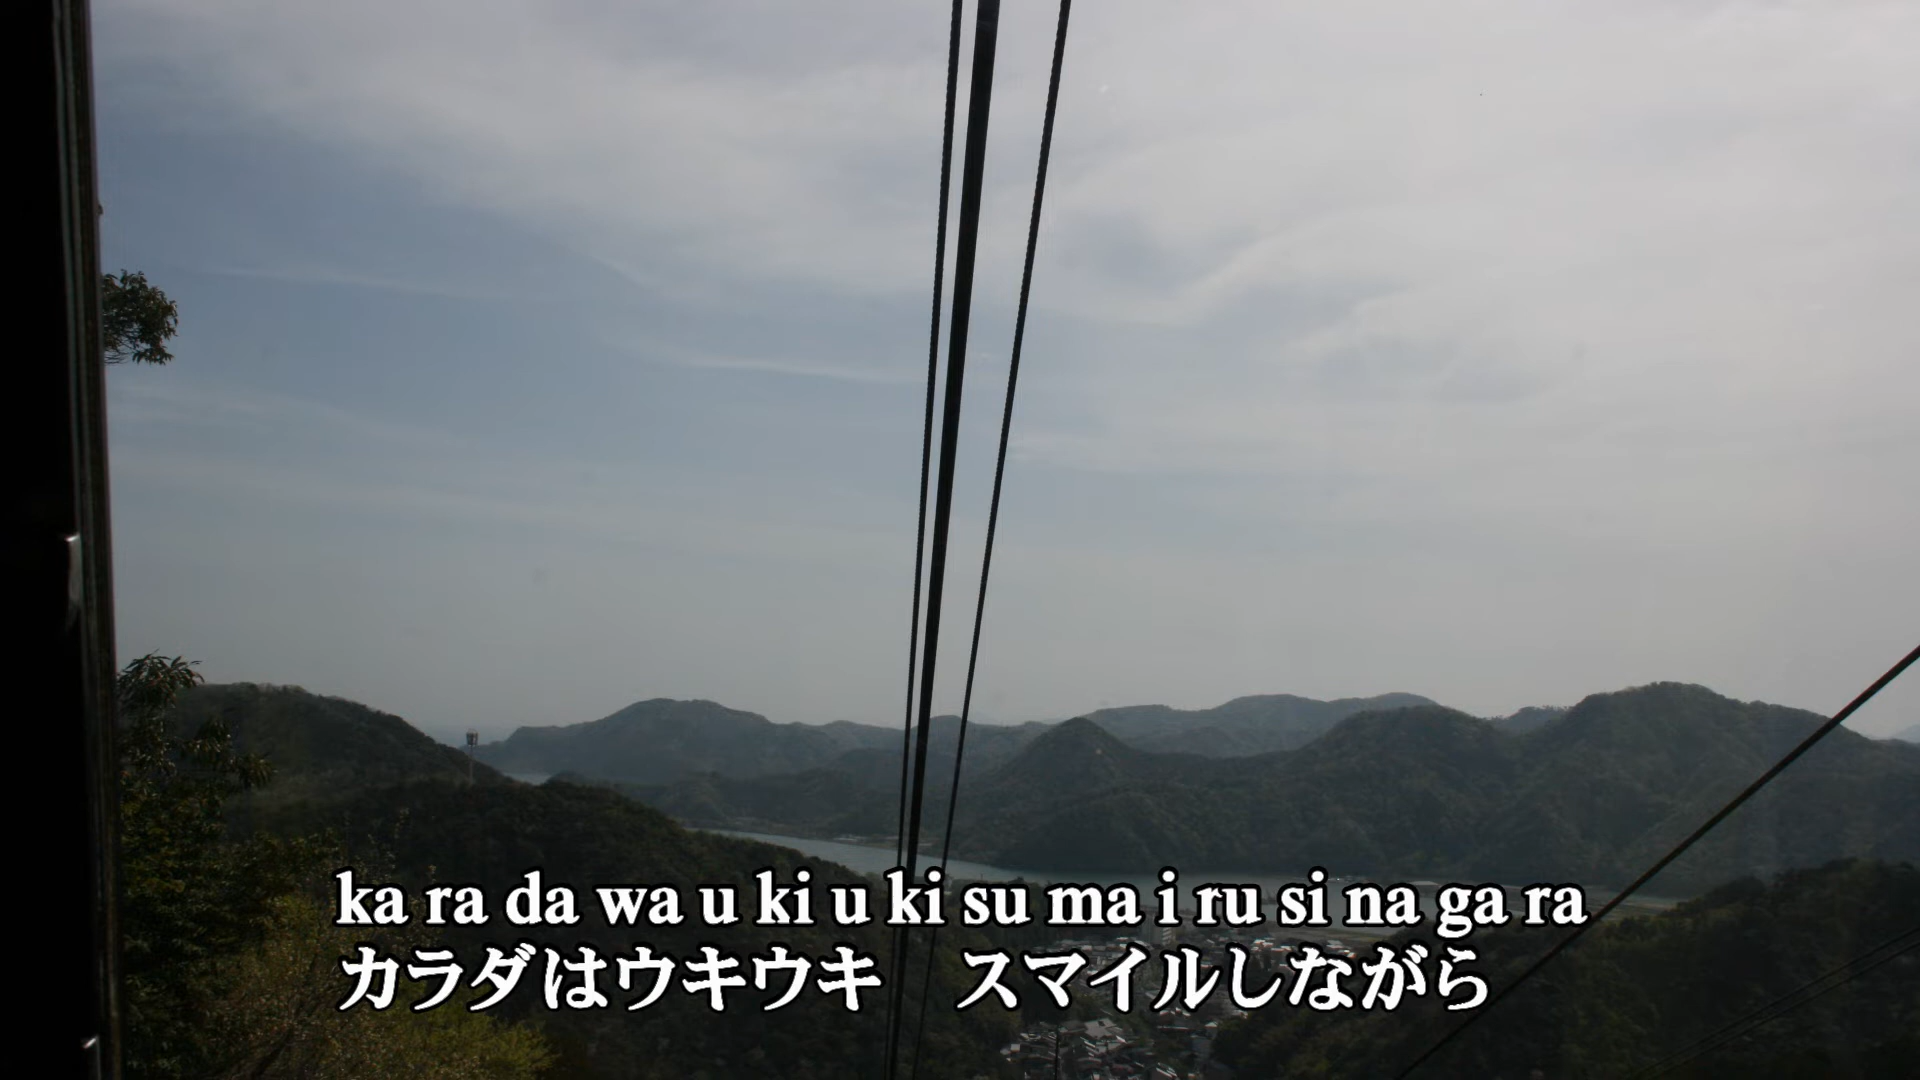 ka ra da wa u ki u ki su ma i ru si na ga ra
カラダはウキウキ　スマイルしながら